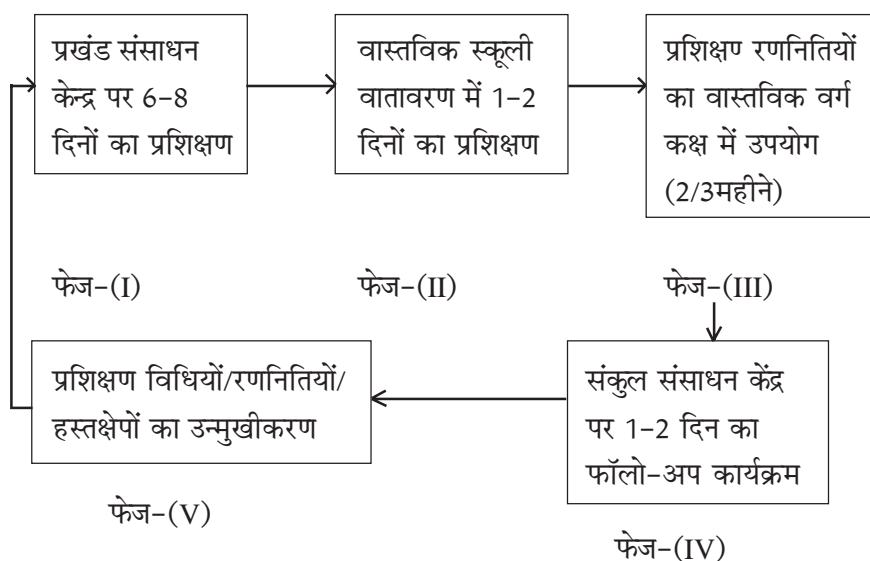 प्रखंड संसाधन
केन्द्र पर 6-8
दिनों का प्रशिक्षण
वास्तविक स्कूली
वातावरण में 1-2
दिनों का प्रशिक्षण
प्रशिक्षण रणनितियों
का वास्तविक वर्ग
कक्ष में उपयोग
(2/3महीने)
फेज-(I)
फेज-(II)
फेज-(III)
प्रशिक्षण विधियों/रणनितियों/
हस्तक्षेपों का उन्मुखीकरण
संकुल संसाधन केंद्र
पर 1-2 दिन का
फॉलो-अप कार्यक्रम
फेज-(V)
फेज-(IV)